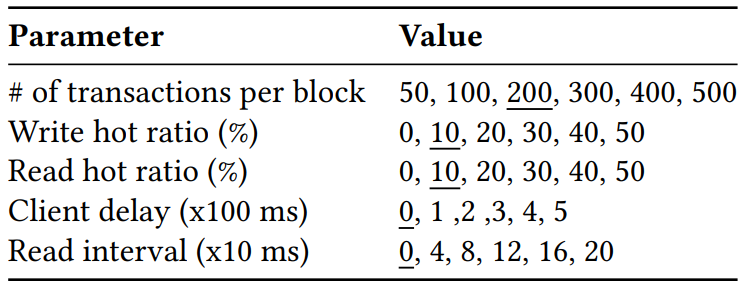 Parameter Value
# of transactions per block 50, 100, 200, 300, 400, 500
Write hot ratio (%) 0, 10, 20, 30, 40, 50
Read hot ratio (%) 0, 10, 20, 30, 40, 50
Client delay (x100 ms) 0, 1 ,2 ,3, 4, 5
Read interval (x10 ms) 0, 4, 8, 12, 16, 20